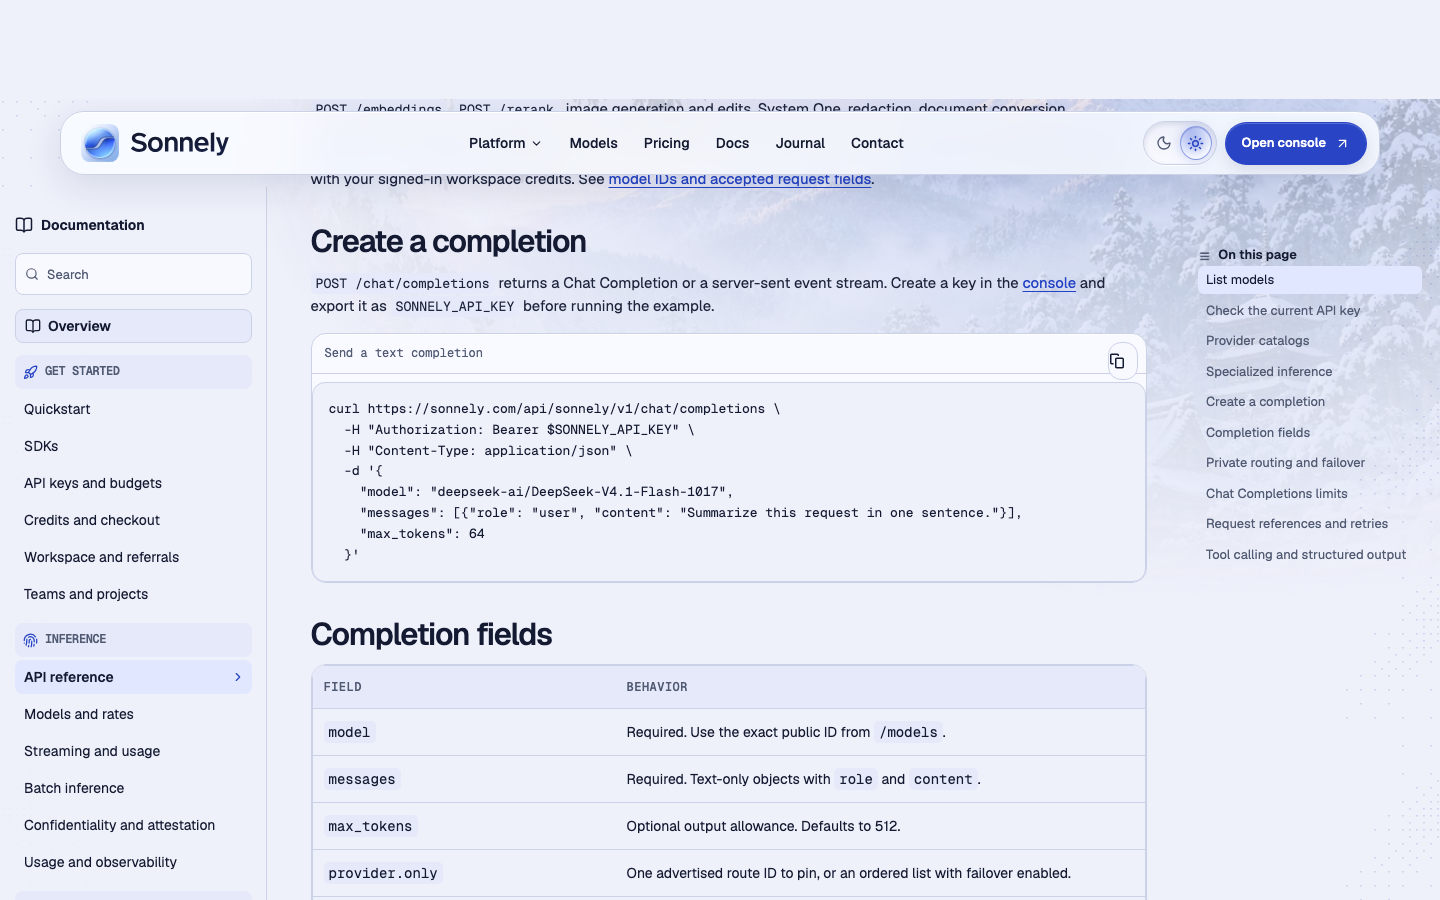 POST /embeddings POST /rerank image generation and edits, System One, redaction, document conversion
Sonnely
Platform
Models
Pricing
Docs
Journal
Contact
Open console
with your signed-in workspace credits. See model IDs and accepted request fields.
Documentation
Search
Overview
GET STARTED
Quickstart
SDKs
API keys and budgets
Credits and checkout
Workspace and referrals
Teams and projects
INFERENCE
API reference
Models and rates
Streaming and usage
Batch inference
Confidentiality and attestation
Usage and observability
Create a completion
POST /chat/completions returns a Chat Completion or a server-sent event stream. Create a key in the console and
export it as SONNELY_API_KEY before running the example.
Send a text completion
curl https://sonnely.com/api/sonnely/v1/chat/completions \
-H "Authorization: Bearer $SONNELY_API_KEY" \
-H "Content-Type: application/json" \
-d '{
"model": "deepseek-ai/DeepSeek-V4.1-Flash-1017",
"messages": [{"role": "user", "content": "Summarize this request in one sentence."}],
"max_tokens": 64
}'
Completion fields
FIELD BEHAVIOR
model Required. Use the exact public ID from /models.
messages Required. Text-only objects with role and content.
max_tokens Optional output allowance. Defaults to 512.
provider.only One advertised route ID to pin, or an ordered list with failover enabled.
On this page
List models
Check the current API key
Provider catalogs
Specialized inference
Create a completion
Completion fields
Private routing and failover
Chat Completions limits
Request references and retries
Tool calling and structured output